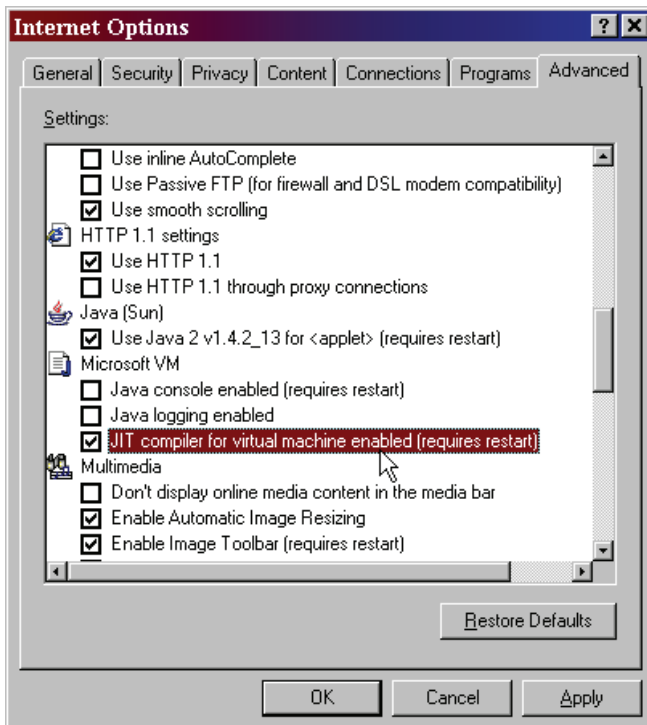 Internet Options
General Security Privacy Content Connections Programs Advanced
Settings:
Use inline AutoComplete
Use Passive FTP (for firewall and DSL modem compatibility)
Use smooth scrolling
HTTP 1.1 settings
Use HTTP 1.1
Use HTTP 1.1 through proxy connections
Java (Sun)
Use Java 2 v1.4.2_13 for <applet> (requires restart)
Microsoft VM
Java console enabled (requires restart)
Java logging enabled
JIT compiler for virtual machine enabled (requires restart)
Multimedia
Don't display online media content in the media bar
Enable Automatic Image Resizing
Enable Image Toolbar (requires restart)
Restore Defaults
OK Cancel Apply